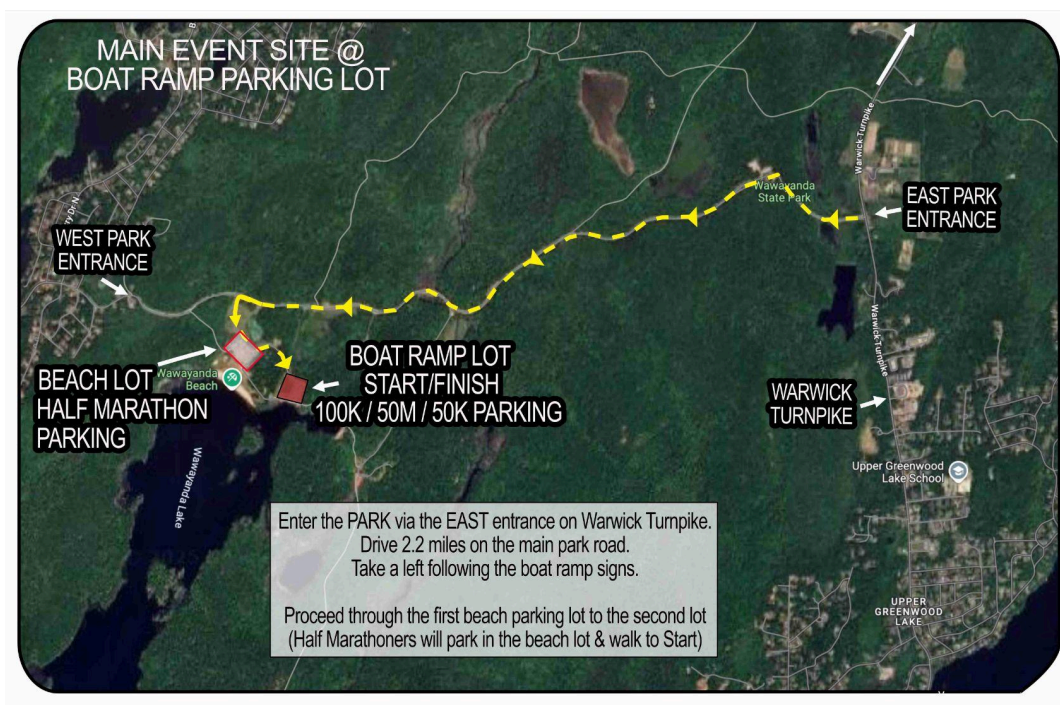 MAIN EVENT SITE @
BOAT RAMP PARKING LOT
Warwick Turnpike
Wawayanda
State Park
EAST PARK
ENTRANCE
WEST PARK
ENTRANCE
BEACH LOT
HALF MARATHON
PARKING
Wawayanda
Beach
BOAT RAMP LOT
START/FINISH
100K / 50M / 50K PARKING
Warwick Turnpike
WARWICK
TURNPIKE
Upper Greenwood
Lake School
Wawayanda Lake
Enter the PARK via the EAST entrance on Warwick Turnpike.
Drive 2.2 miles on the main park road.
Take a left following the boat ramp signs.
Proceed through the first beach parking lot to the second lot
(Half Marathoners will park in the beach lot & walk to Start)
UPPER
GREENWOOD
LAKE